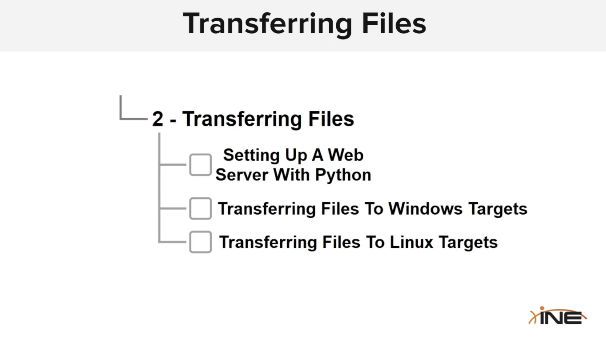 Transferring Files
2 - Transferring Files
Setting Up A Web
Server With Python
Transferring Files To Windows Targets
Transferring Files To Linux Targets
INE